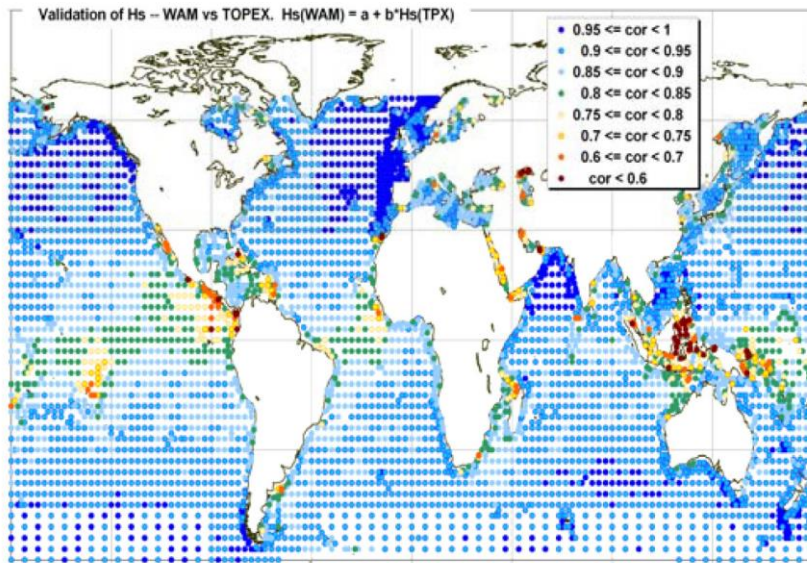 Validation of Hs -- WAM vs TOPEX. Hs(WAM) = a + b*Hs(TPX)
0.95 <= cor < 1
0.9 <= cor < 0.95
0.85 <= cor < 0.9
0.8 <= cor < 0.85
0.75 <= cor < 0.8
0.7 <= cor < 0.75
0.6 <= cor < 0.7
cor < 0.6